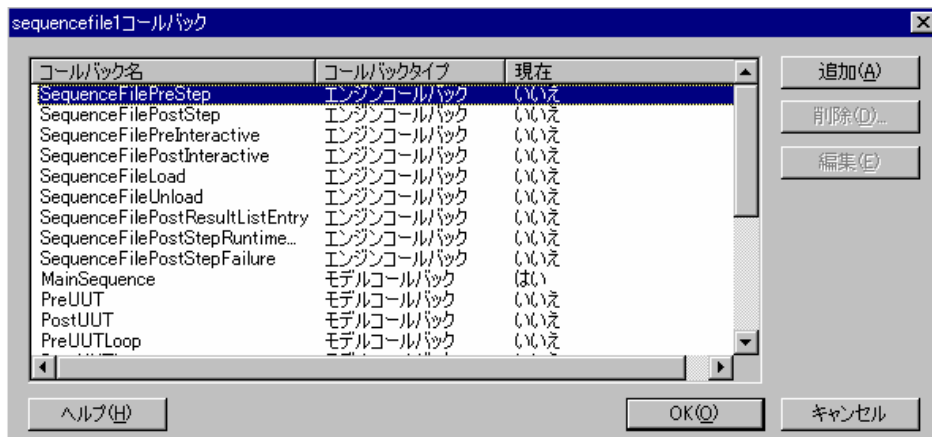 sequencefile1コールバック
コールバック名 コールバックタイプ 現在
SequenceFilePreStep エンジンコールバック いいえ
SequenceFilePostStep エンジンコールバック いいえ
SequenceFilePreInteractive エンジンコールバック いいえ
SequenceFilePostInteractive エンジンコールバック いいえ
SequenceFileLoad エンジンコールバック いいえ
SequenceFileUnload エンジンコールバック いいえ
SequenceFilePostResultListEntry エンジンコールバック いいえ
SequenceFilePostStepRuntime... エンジンコールバック いいえ
SequenceFilePostStepFailure エンジンコールバック いいえ
MainSequence モデルコールバック はい
PreUUT モデルコールバック いいえ
PostUUT モデルコールバック いいえ
PreUUTLoop モデルコールバック いいえ
追加(A)
削除(D)...
編集(E)
ヘルプ(H) OK(O) キャンセル